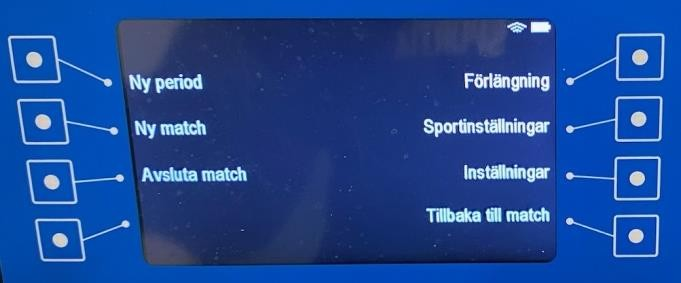 Ny period
Förlängning
Ny match
Sportinställningar
Avsluta match
Inställningar
Tillbaka till match